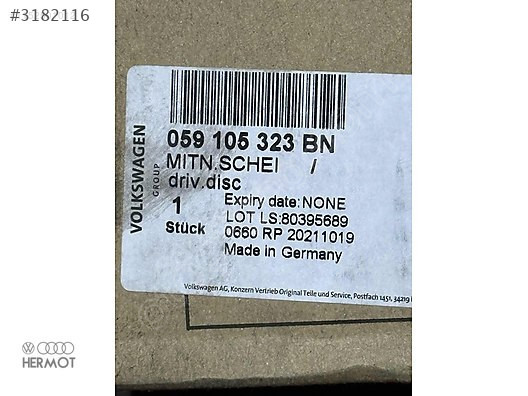 #3182116
VOLKSWAGEN
GROUP
059 105 323 BN
MITN.SCHEI /
driv.disc
1
Stück
Expiry date:NONE
LOT LS:80395689
0660 RP 20211019
Made in Germany
Volkswagen AG, Konzern Vertrieb Original Teile und Service, Postfach 1451, 34219
HERMOT